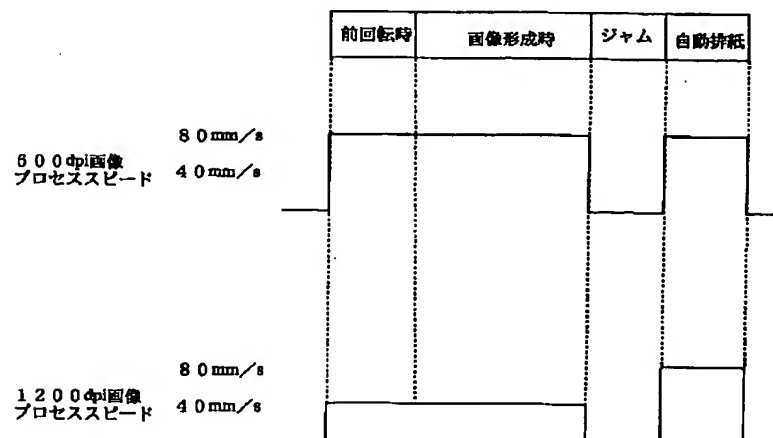 前回転時 画像形成時 ジャム 自動排紙
80mm/s
600dpi画像
プロセススピード 40mm/s
80mm/s
1200dpi画像
プロセススピード 40mm/s